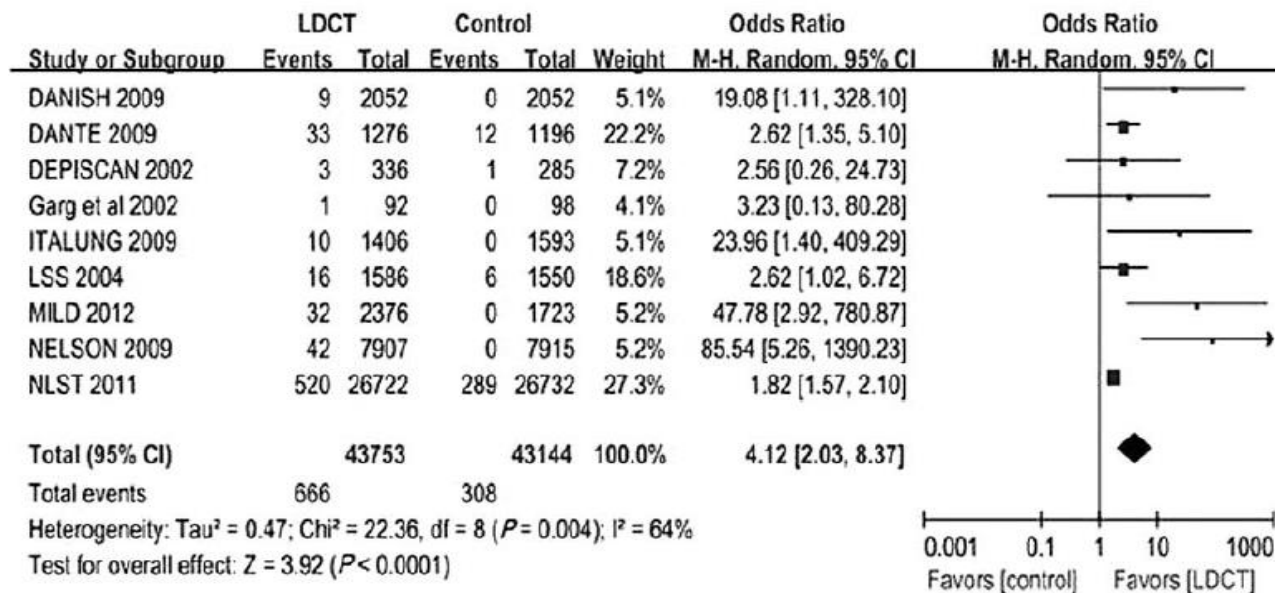 LDCT Control Odds Ratio Odds Ratio
Study or Subgroup Events Total Events Total Weight M-H. Random. 95% CI M-H. Random. 95% CI
DANISH 2009 9 2052 0 2052 5.1% 19.08 [1.11, 328.10]
DANTE 2009 33 1276 12 1196 22.2% 2.62 [1.35, 5.10]
DEPISCAN 2002 3 336 1 285 7.2% 2.56 [0.26, 24.73]
Garg et al 2002 1 92 0 98 4.1% 3.23 [0.13, 80.28]
ITALUNG 2009 10 1406 0 1593 5.1% 23.96 [1.40, 409.29]
LSS 2004 16 1586 6 1550 18.6% 2.62 [1.02, 6.72]
MILD 2012 32 2376 0 1723 5.2% 47.78 [2.92, 780.87]
NELSON 2009 42 7907 0 7915 5.2% 85.54 [5.26, 1390.23]
NLST 2011 520 26722 289 26732 27.3% 1.82 [1.57, 2.10]
Total (95% CI) 43753 43144 100.0% 4.12 [2.03, 8.37]
Total events 666 308
Heterogeneity: Tau² = 0.47; Chi² = 22.36, df = 8 (P = 0.004); I² = 64%
Test for overall effect: Z = 3.92 (P < 0.0001)
0.001 0.1 1 10 1000
Favors [control] Favors [LDCT]